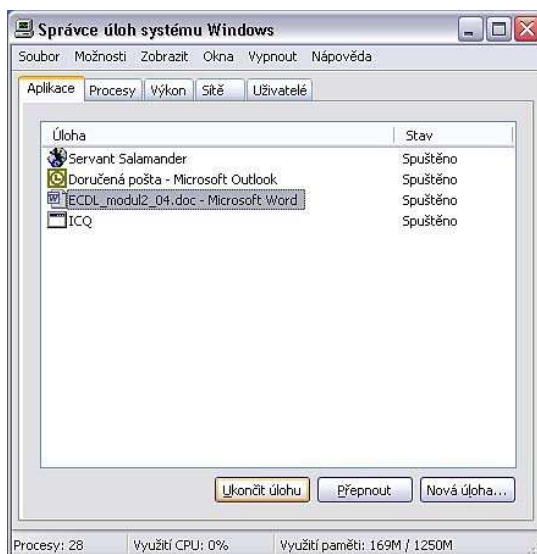 Správce úloh systému Windows
Soubor Možnosti Zobrazit Okna Vypnout Nápověda
Aplikace Procesy Výkon Sítě Uživatelé
Úloha Stav
Servant Salamander Spuštěno
Doručená pošta - Microsoft Outlook Spuštěno
ECDL_modul2_04.doc - Microsoft Word Spuštěno
ICQ Spuštěno
Ukončit úlohu Přepnout Nová úloha...
Procesy: 28 Využití CPU: 0% Využití paměti: 169M / 1250M